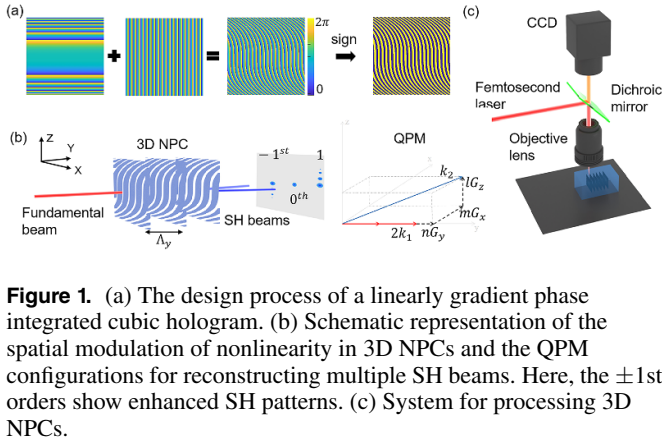 (a)
2π
0
sign
(b)
Z
Y
X
3D NPC
− 1st
1
0th
Fundamental
beam
SH beams
Λy
QPM
z
x
y
k2
lGz
mGx
2k1
nGy
(c)
CCD
Femtosecond
laser
Dichroic
mirror
Objective
lens
Figure 1. (a) The design process of a linearly gradient phase
integrated cubic hologram. (b) Schematic representation of the
spatial modulation of nonlinearity in 3D NPCs and the QPM
configurations for reconstructing multiple SH beams. Here, the ±1st
orders show enhanced SH patterns. (c) System for processing 3D
NPCs.